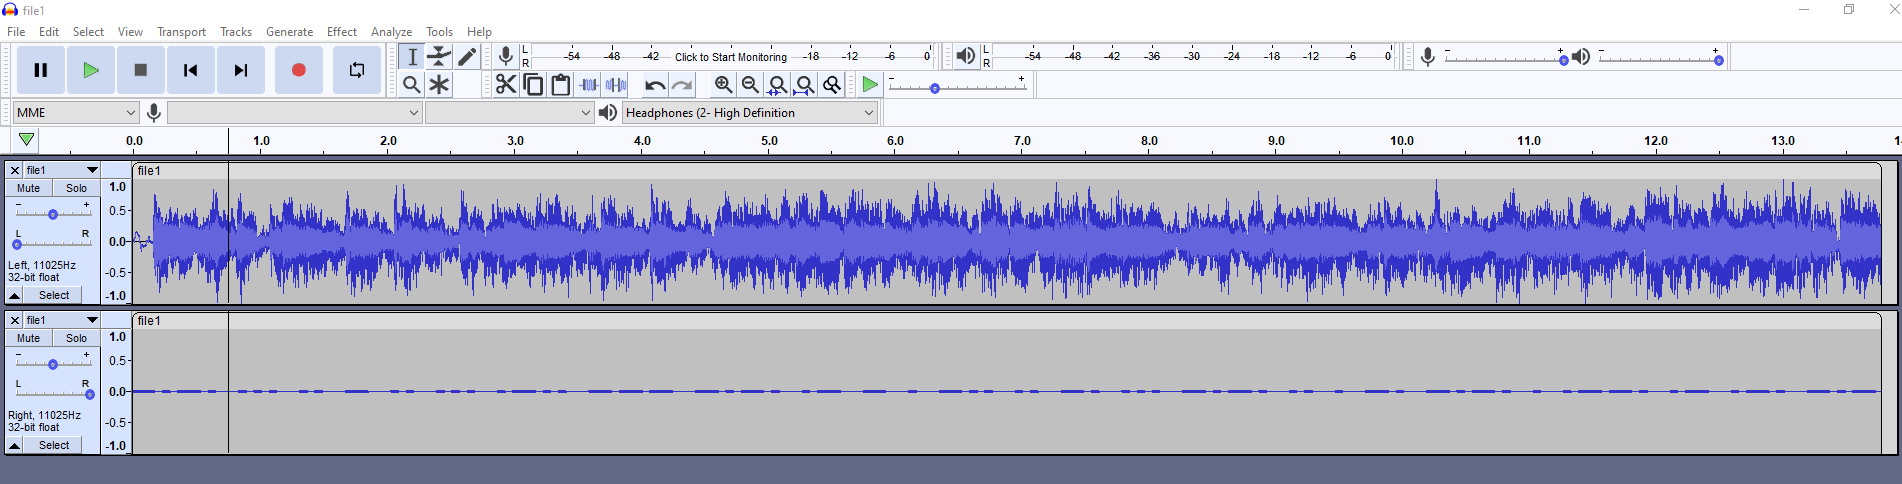 file1
File Edit Select View Transport Tracks Generate Effect Analyze Tools Help
L R -54 -48 -42 Click to Start Monitoring -18 -12 -6 0 L R -54 -48 -42 -36 -30 -24 -18 -12 -6 0 - + - +
- +
MME Headphones (2- High Definition
0.0 1.0 2.0 3.0 4.0 5.0 6.0 7.0 8.0 9.0 10.0 11.0 12.0 13.0
file1 file1
Mute Solo 1.0
- + 0.5
L R 0.0
Left, 11025Hz
32-bit float -0.5
Select -1.0
file1 file1
Mute Solo 1.0
- + 0.5
L R 0.0
Right, 11025Hz
32-bit float -0.5
Select -1.0